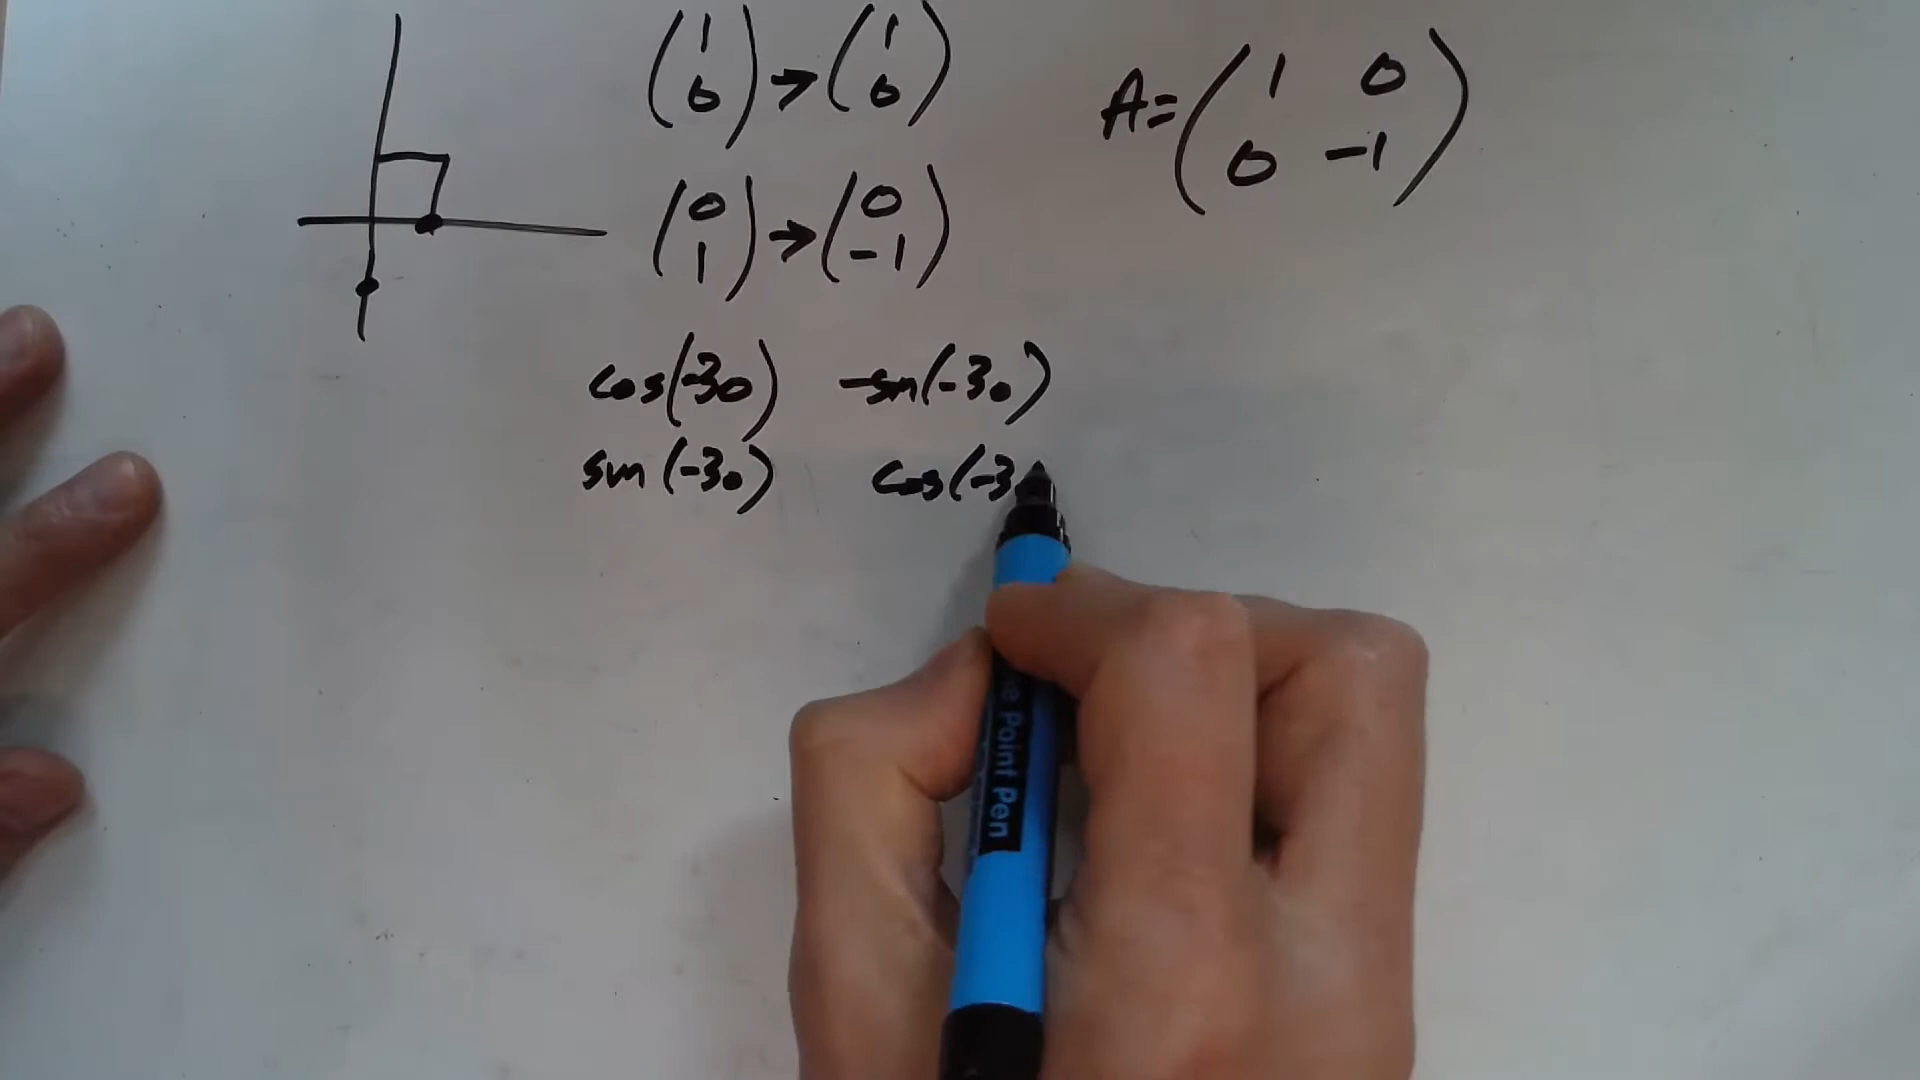 (1 0) → (1 0)
A = (1 0 0 -1)
(0 1) → (0 -1)
cos(-30) -sin(-30)
sin(-30) cos(-3
Point Pen